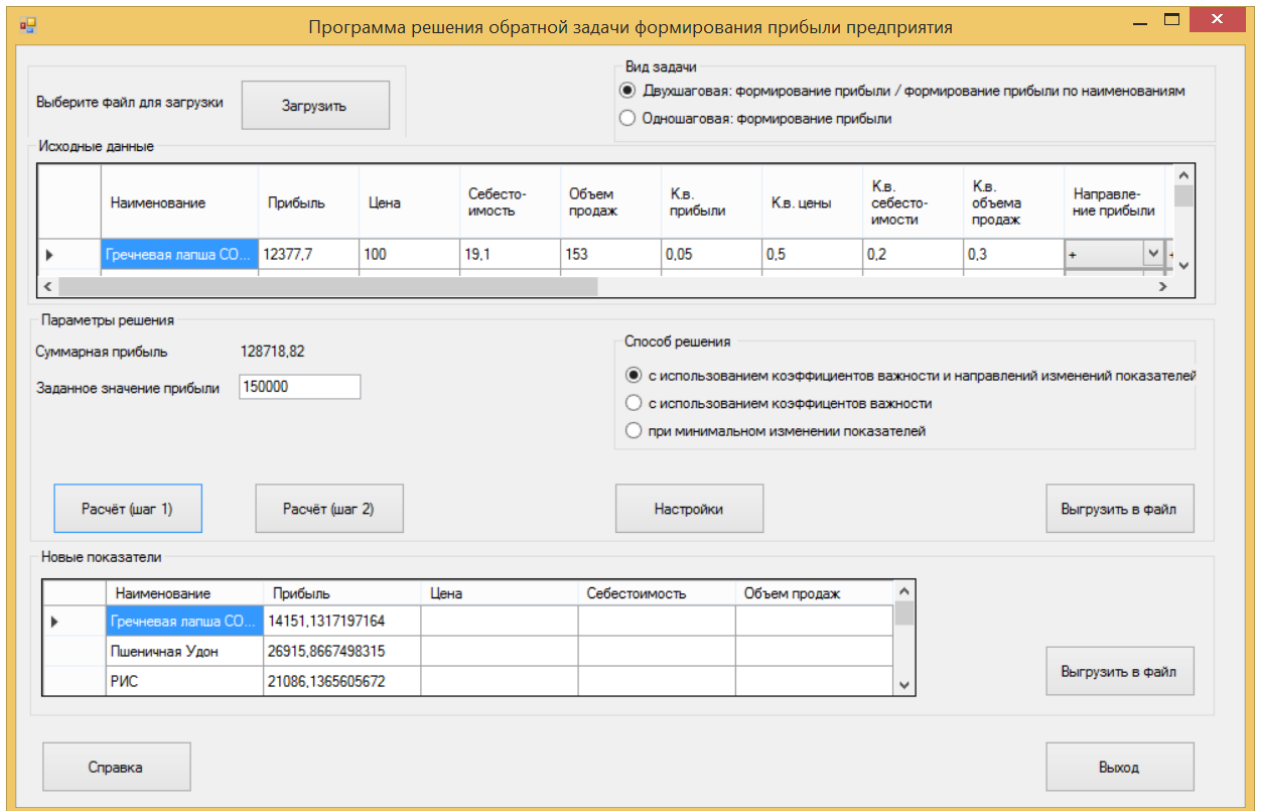 Программа решения обратной задачи формирования прибыли предприятия
Выберите файл для загрузки
Загрузить
Вид задачи
Двухшаговая: формирование прибыли / формирование прибыли по наименованиям
Одношаговая: формирование прибыли
Исходные данные
Наименование Прибыль Цена Себесто-имость Объем продаж К.в. прибыли К.в. цены К.в. себесто-имости К.в. объема продаж Направле-ние прибыли
Гречневая лапша СО... 12377,7 100 19,1 153 0,05 0,5 0,2 0,3 +
Параметры решения
Суммарная прибыль 128718,82
Заданное значение прибыли 150000
Способ решения
с использованием коэффициентов важности и направлений изменений показателей
с использованием коэффицентов важности
при минимальном изменении показателей
Расчёт (шаг 1)
Расчёт (шаг 2)
Настройки
Выгрузить в файл
Новые показатели
Наименование Прибыль Цена Себестоимость Объем продаж
Гречневая лапша СО... 14151,1317197164
Пшеничная Удон 26915,8667498315
РИС 21086,1365605672
Выгрузить в файл
Справка
Выход